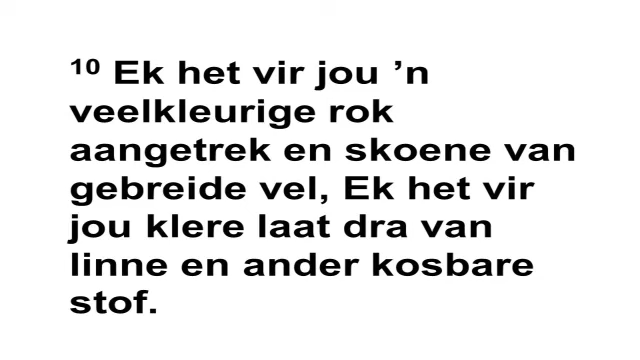 ¹⁰ Ek het vir jou ’n
veelkleurige rok
aangetrek en skoene van
gebreide vel, Ek het vir
jou klere laat dra van
linne en ander kosbare
stof.